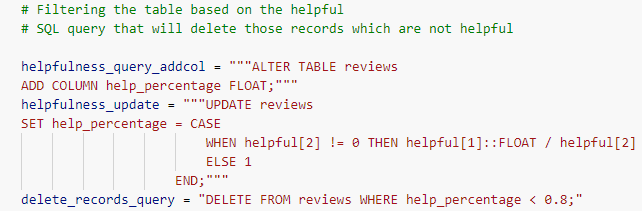 # Filtering the table based on the helpful
# SQL query that will delete those records which are not helpful
helpfulness_query_addcol = """ALTER TABLE reviews
ADD COLUMN help_percentage FLOAT;"""
helpfulness_update = """UPDATE reviews
SET help_percentage = CASE
WHEN helpful[2] != 0 THEN helpful[1]::FLOAT / helpful[2]
ELSE 1
END;"""
delete_records_query = "DELETE FROM reviews WHERE help_percentage < 0.8;"